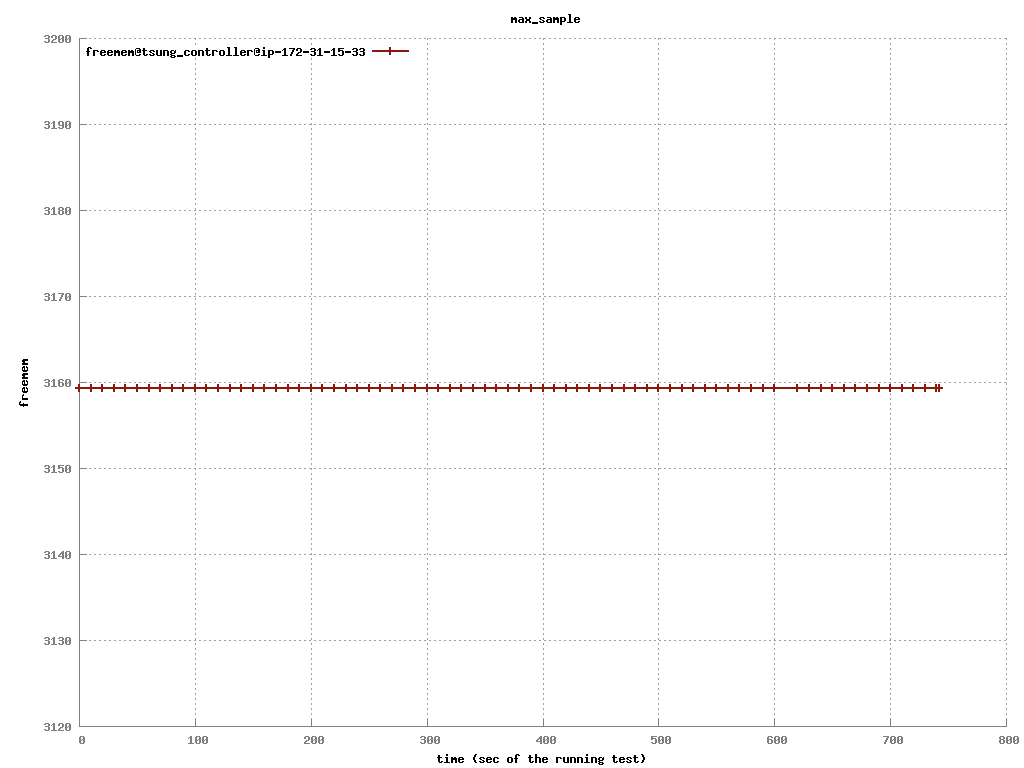 max_sample
freemem@tsung_controller@ip-172-31-15-33
3200
3190
3180
3170
3160
3150
3140
3130
3120
freemem
0 100 200 300 400 500 600 700 800
time (sec of the running test)